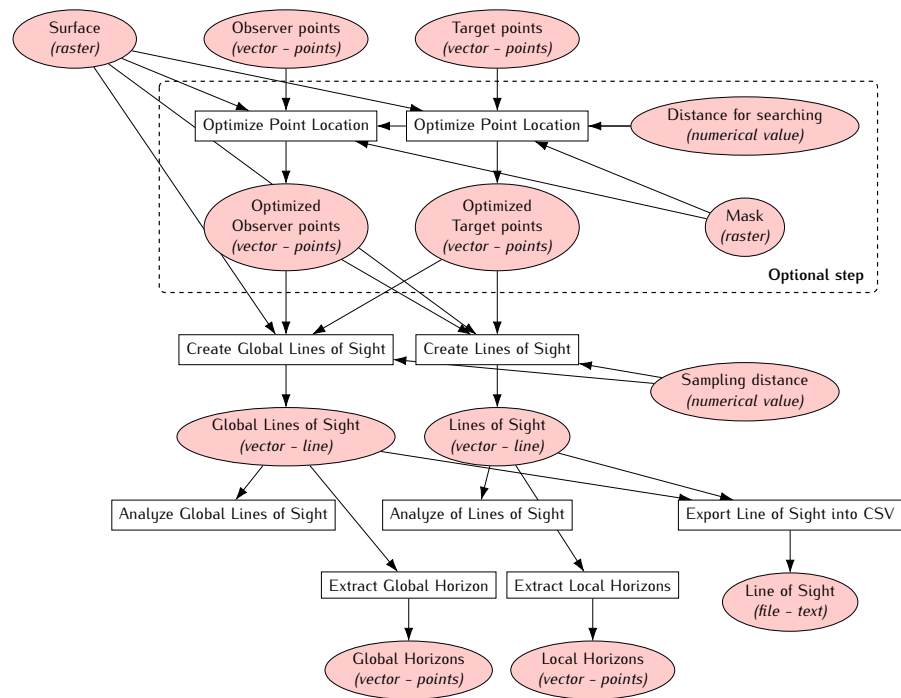 Surface
(raster)
Observer points
(vector – points)
Target points
(vector – points)
Optimize Point Location
Optimize Point Location
Distance for searching
(numerical value)
Optimized
Observer points
(vector – points)
Optimized
Target points
(vector – points)
Mask
(raster)
Optional step
Create Global Lines of Sight
Create Lines of Sight
Sampling distance
(numerical value)
Global Lines of Sight
(vector – line)
Lines of Sight
(vector – line)
Analyze Global Lines of Sight
Analyze of Lines of Sight
Export Line of Sight into CSV
Extract Global Horizon
Extract Local Horizons
Line of Sight
(file – text)
Global Horizons
(vector – points)
Local Horizons
(vector – points)